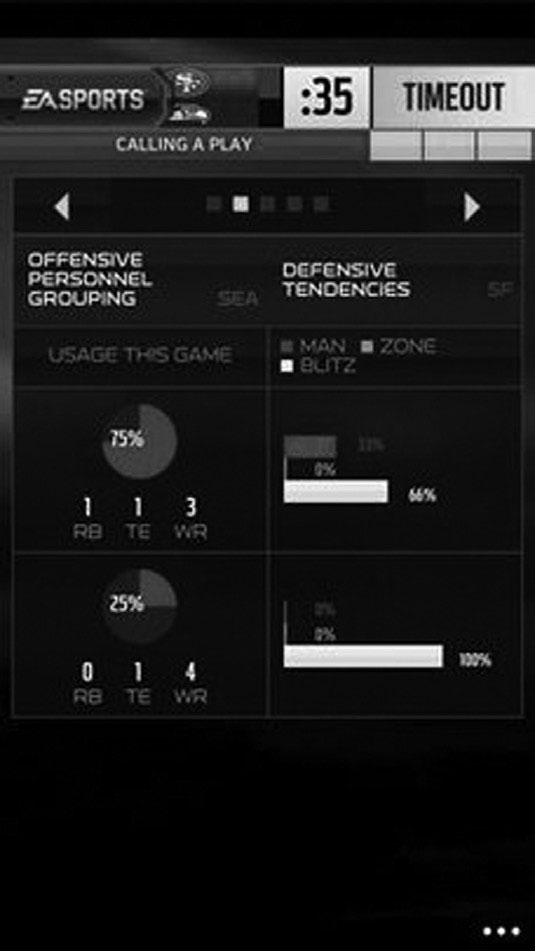 EA SPORTS
:35
TIMEOUT
CALLING A PLAY
OFFENSIVE
PERSONNEL
GROUPING
SEA
DEFENSIVE
TENDENCIES
SF
USAGE THIS GAME
MAN ZONE
BLITZ
75%
1 1 3
RB TE WR
33%
0%
66%
25%
0 1 4
RB TE WR
0%
0%
100%